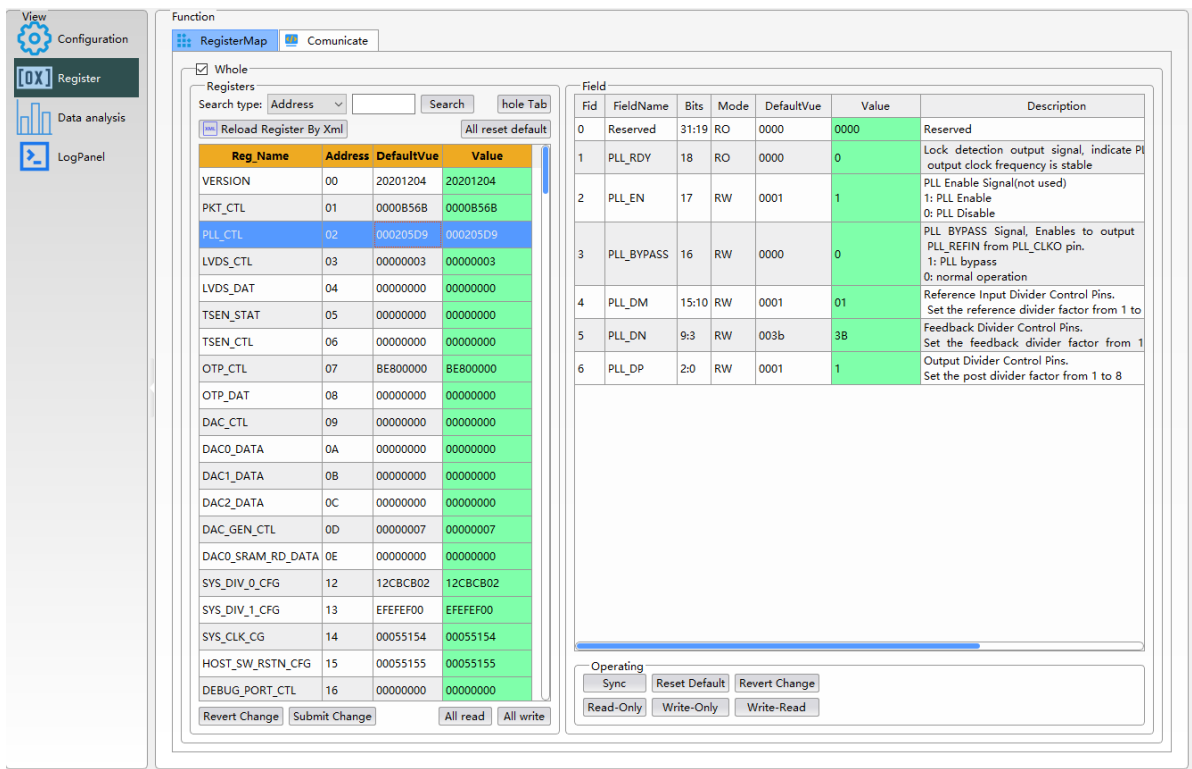 View
Configuration
Register
Data analysis
LogPanel
Function
RegisterMap Comunicate
Whole
Registers
Search type: Address Search hole Tab
Reload Register By Xml All reset default
Reg_Name Address DefaultVue Value
VERSION 00 20201204 20201204
PKT_CTL 01 0000B56B 0000B56B
PLL_CTL 02 000205D9 000205D9
LVDS_CTL 03 00000003 00000003
LVDS_DAT 04 00000000 00000000
TSEN_STAT 05 00000000 00000000
TSEN_CTL 06 00000000 00000000
OTP_CTL 07 BE800000 BE800000
OTP_DAT 08 00000000 00000000
DAC_CTL 09 00000000 00000000
DAC0_DATA 0A 00000000 00000000
DAC1_DATA 0B 00000000 00000000
DAC2_DATA 0C 00000000 00000000
DAC_GEN_CTL 0D 00000007 00000007
DAC0_SRAM_RD_DATA 0E 00000000 00000000
SYS_DIV_0_CFG 12 12CBCB02 12CBCB02
SYS_DIV_1_CFG 13 EFEFEF00 EFEFEF00
SYS_CLK_CG 14 00055154 00055154
HOST_SW_RSTN_CFG 15 00055155 00055155
DEBUG_PORT_CTL 16 00000000 00000000
Revert Change Submit Change All read All write
Field
Fid FieldName Bits Mode DefaultVue Value Description
0 Reserved 31:19 RO 0000 0000 Reserved
1 PLL_RDY 18 RO 0000 0 Lock detection output signal, indicate PL
output clock frequency is stable
2 PLL_EN 17 RW 0001 1 PLL Enable Signal(not used)
1: PLL Enable
0: PLL Disable
3 PLL_BYPASS 16 RW 0000 0 PLL BYPASS Signal, Enables to output
PLL_REFIN from PLL_CLKO pin.
1: PLL bypass
0: normal operation
4 PLL_DM 15:10 RW 0001 01 Reference Input Divider Control Pins.
Set the reference divider factor from 1 to
5 PLL_DN 9:3 RW 003b 3B Feedback Divider Control Pins.
Set the feedback divider factor from 1
6 PLL_DP 2:0 RW 0001 1 Output Divider Control Pins.
Set the post divider factor from 1 to 8
Operating
Sync Reset Default Revert Change
Read-Only Write-Only Write-Read